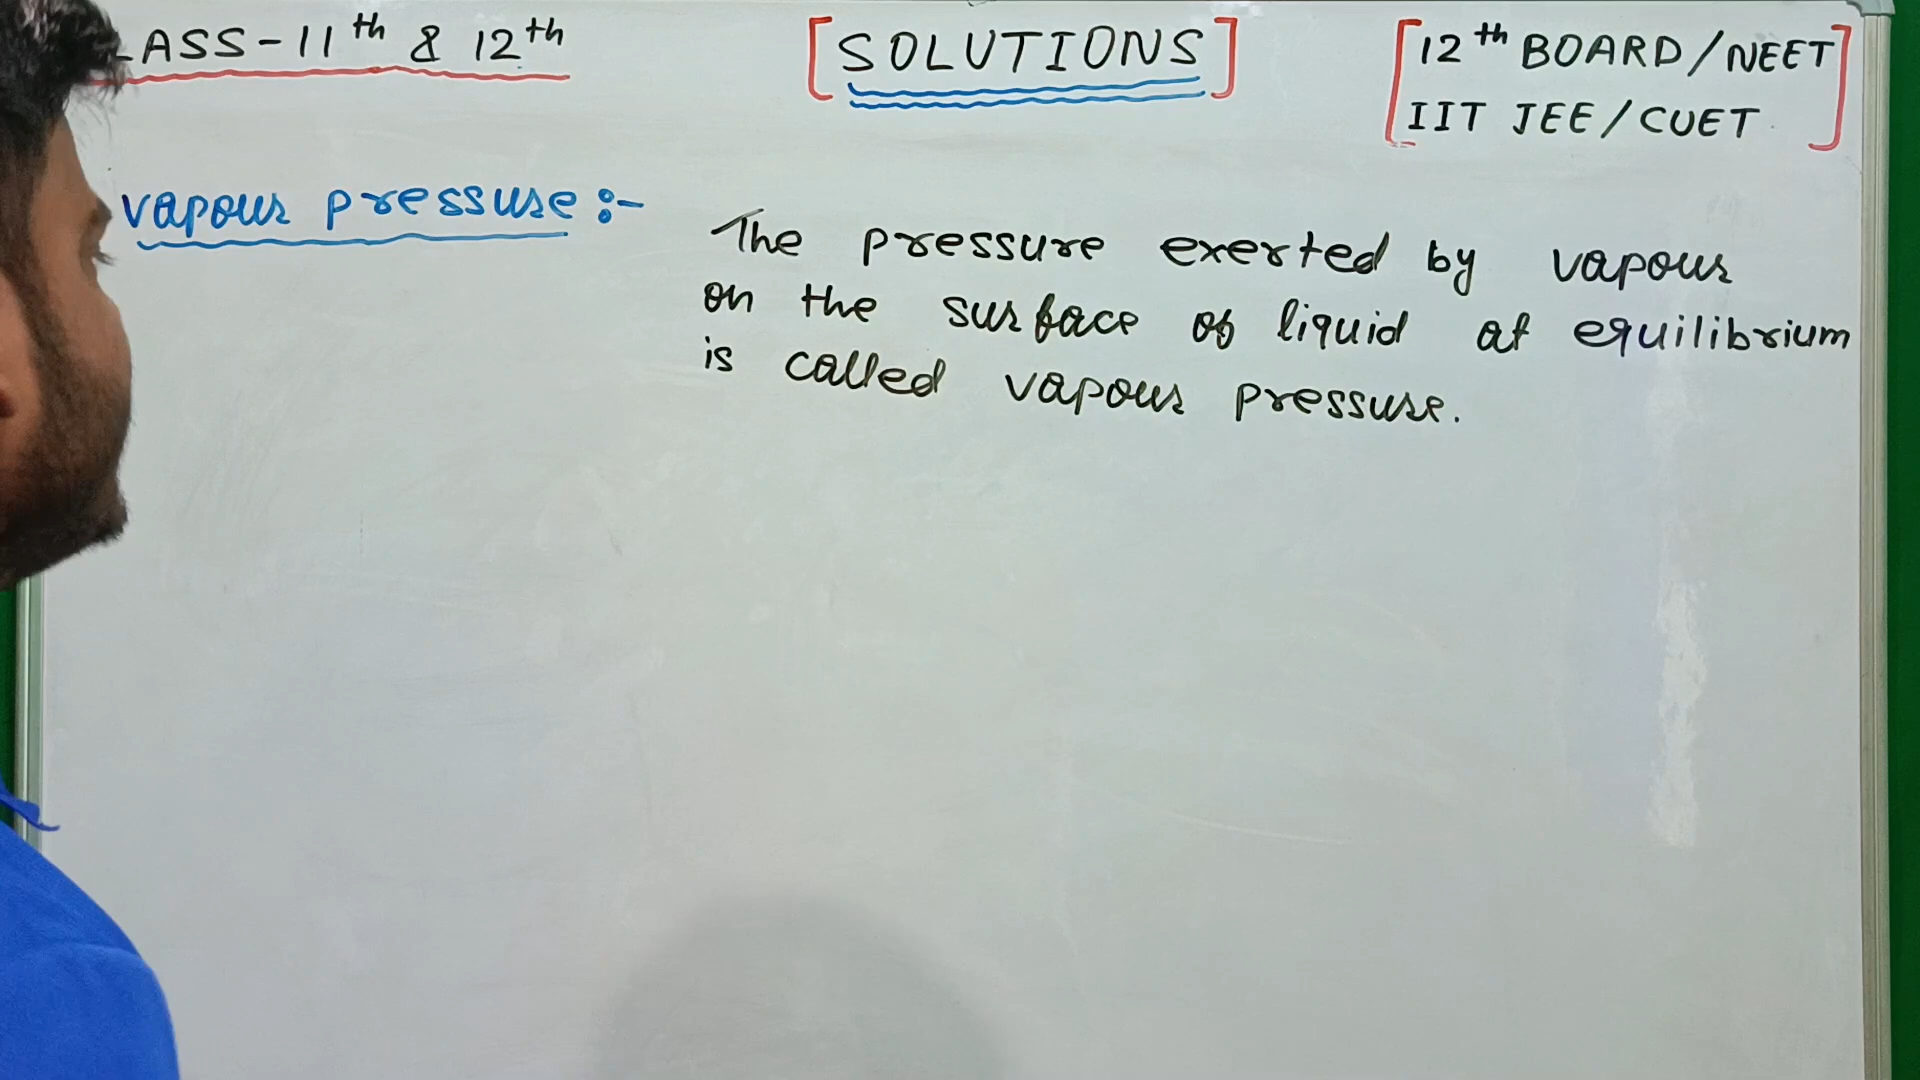 LASS-11th & 12th
[SOLUTIONS]
[12th BOARD/NEET
IIT JEE/CUET]
vapour pressure :-
The pressure exerted by vapour
on the surface of liquid at equilibrium
is called vapour pressure.